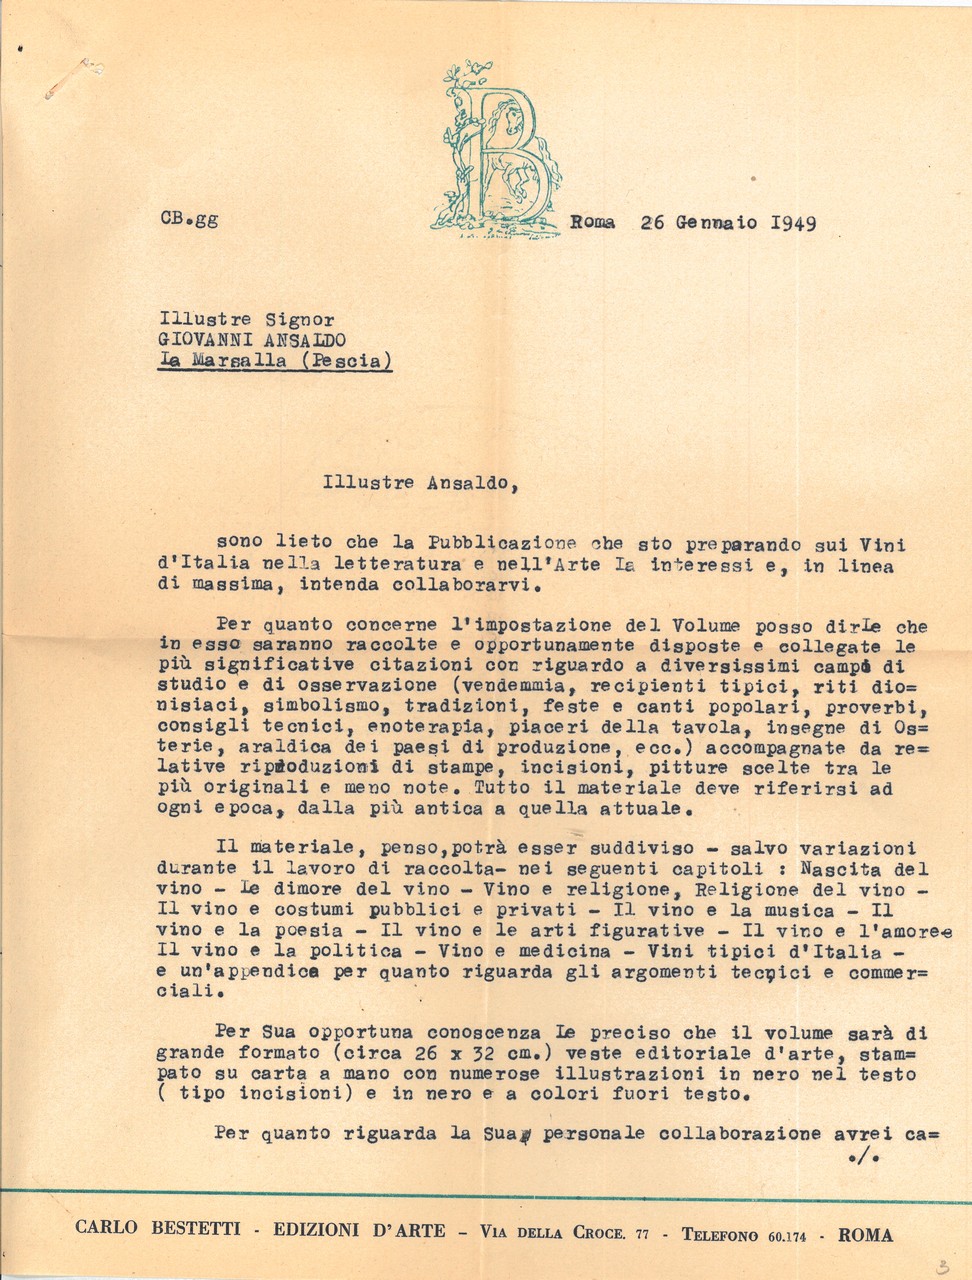 B
CB.gg
Roma 26 Gennaio 1949
Illustre Signor
GIOVANNI ANSALDO
La Marsalla (Pescia)
Illustre Ansaldo,
sono lieto che la Pubblicazione che sto preparando sui Vini
d'Italia nella letteratura e nell'Arte La interessi e, in linea
di massima, intenda collaborarvi.
Per quanto concerne l'impostazione del Volume posso dirLe che
in esso saranno raccolte e opportunamente disposte e collegate le
più significative citazioni con riguardo a diversissimi campi di
studio e di osservazione (vendemmia, recipienti tipici, riti dio=
nisiaci, simbolismo, tradizioni, feste e canti popolari, proverbi,
consigli tecnici, enoterapia, piaceri della tavola, insegne di Os=
terie, araldica dei paesi di produzione, ecc.) accompagnate da re=
lative riproduzioni di stampe, incisioni, pitture scelte tra le
più originali e meno note. Tutto il materiale deve riferirsi ad
ogni epoca, dalla più antica a quella attuale.
Il materiale, penso,potrà esser suddiviso - salvo variazioni
durante il lavoro di raccolta- nei seguenti capitoli : Nascita del
vino - Le dimore del vino - Vino e religione, Religione del vino -
Il vino e costumi pubblici e privati - Il vino e la musica - Il
vino e la poesia - Il vino e le arti figurative - Il vino e l'amore-
Il vino e la politica - Vino e medicina - Vini tipici d'Italia -
e un'appendice per quanto riguarda gli argomenti tecnici e commer=
ciali.
Per Sua opportuna conoscenza Le preciso che il volume sarà di
grande formato (circa 26 x 32 cm.) veste editoriale d'arte, stam=
pato su carta a mano con numerose illustrazioni in nero nel testo
( tipo incisioni) e in nero e a colori fuori testo.
Per quanto riguarda la Sua personale collaborazione avrei ca=
./.
CARLO BESTETTI - EDIZIONI D'ARTE - VIA DELLA CROCE. 77 - TELEFONO 60.174 - ROMA
3